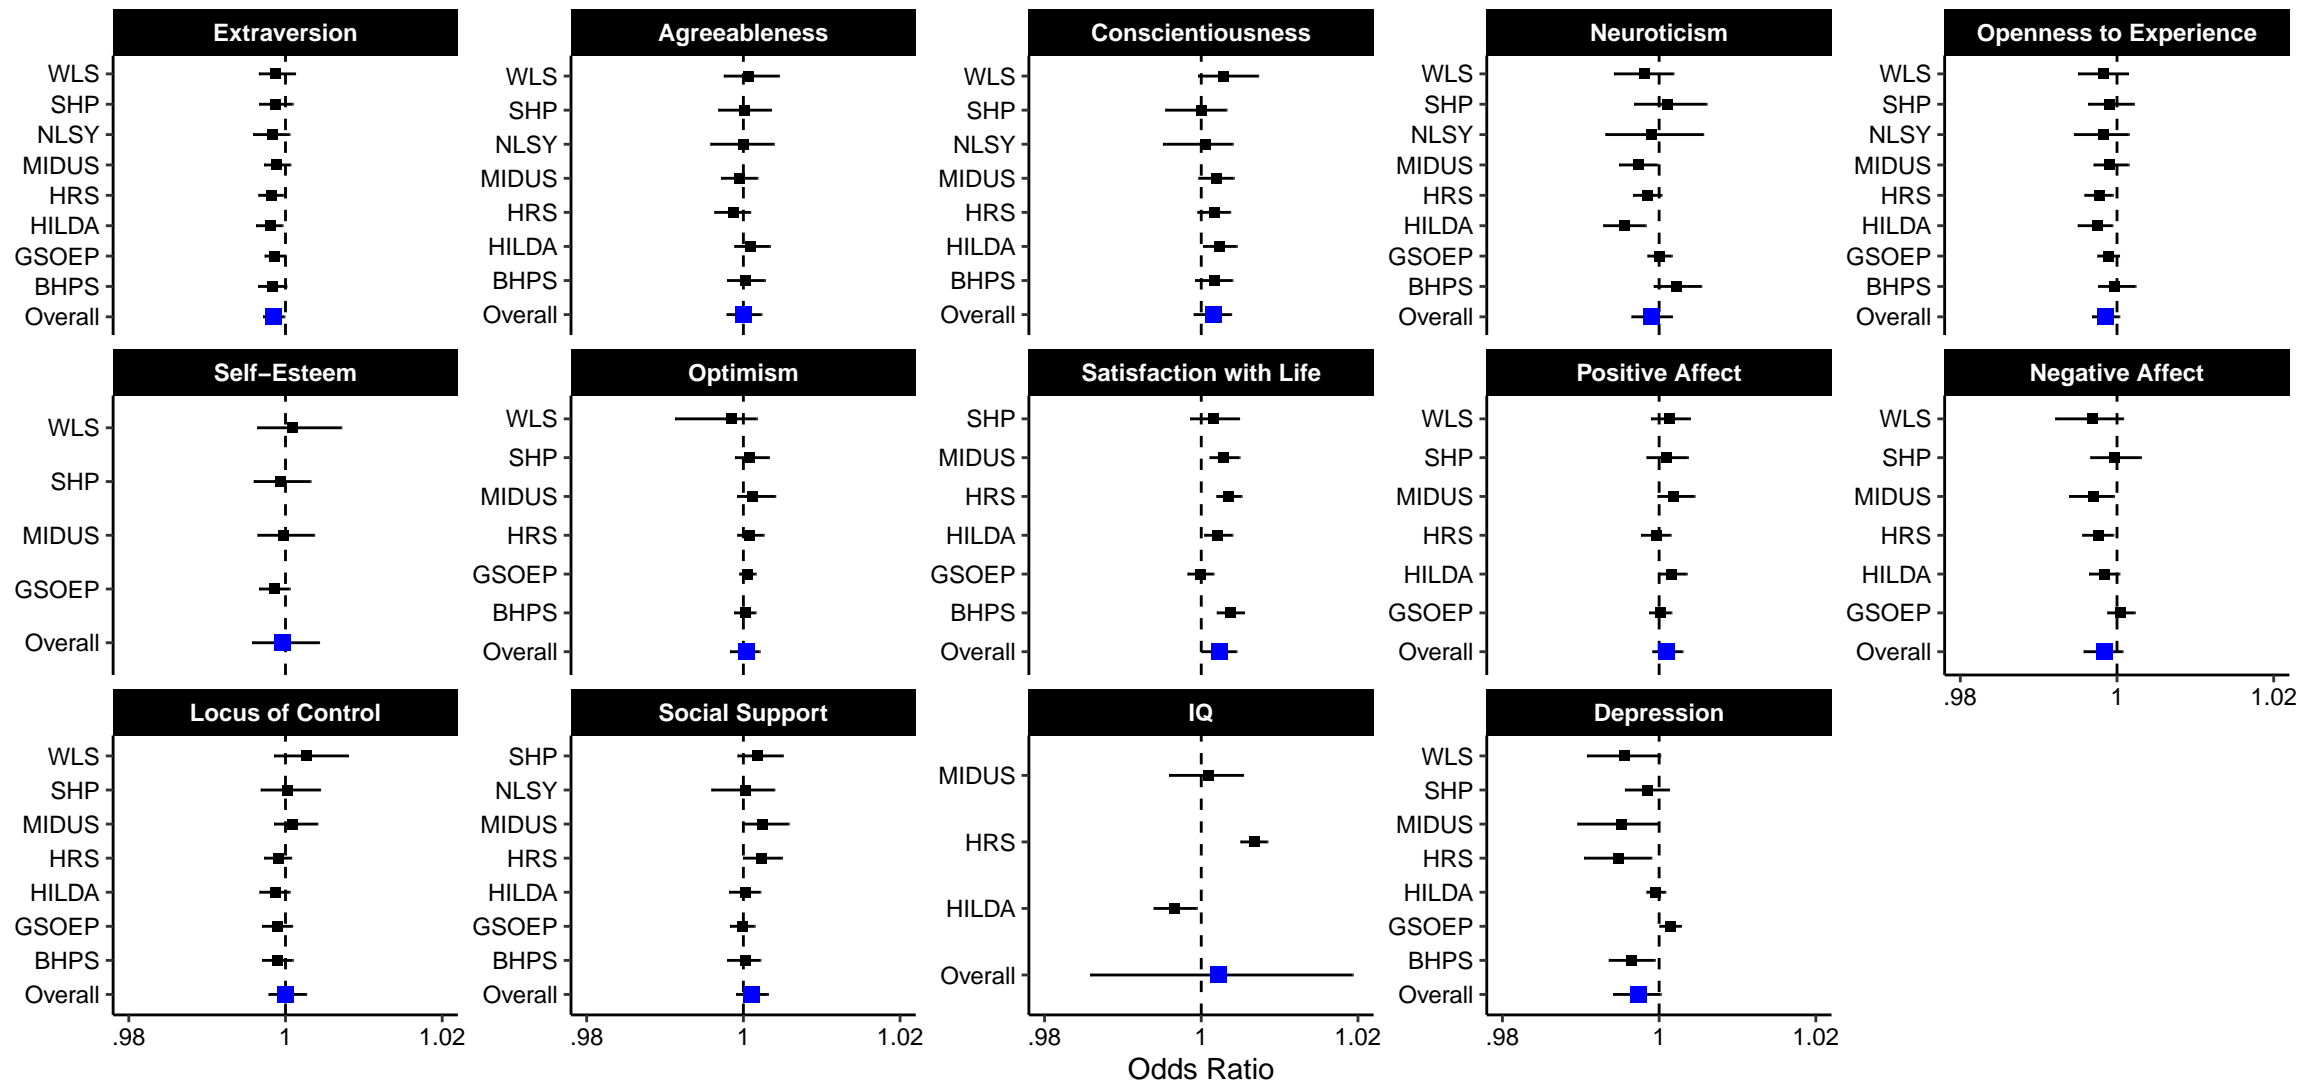 Extraversion
WLS
SHP
NLSY
MIDUS
HRS
HILDA
GSOEP
BHPS
Overall
Agreeableness
WLS
SHP
NLSY
MIDUS
HRS
HILDA
BHPS
Overall
Conscientiousness
WLS
SHP
NLSY
MIDUS
HRS
HILDA
BHPS
Overall
Neuroticism
WLS
SHP
NLSY
MIDUS
HRS
HILDA
GSOEP
BHPS
Overall
Openness to Experience
WLS
SHP
NLSY
MIDUS
HRS
HILDA
GSOEP
BHPS
Overall
Self−Esteem
WLS
SHP
MIDUS
GSOEP
Overall
Optimism
WLS
SHP
MIDUS
HRS
GSOEP
BHPS
Overall
Satisfaction with Life
SHP
MIDUS
HRS
HILDA
GSOEP
BHPS
Overall
Positive Affect
WLS
SHP
MIDUS
HRS
HILDA
GSOEP
Overall
Negative Affect
WLS
SHP
MIDUS
HRS
HILDA
GSOEP
Overall
.98 1 1.02
Locus of Control
WLS
SHP
MIDUS
HRS
HILDA
GSOEP
BHPS
Overall
.98 1 1.02
Social Support
SHP
NLSY
MIDUS
HRS
HILDA
GSOEP
BHPS
Overall
.98 1 1.02
IQ
MIDUS
HRS
HILDA
Overall
.98 1 1.02
Depression
WLS
SHP
MIDUS
HRS
HILDA
GSOEP
BHPS
Overall
.98 1 1.02
Odds Ratio